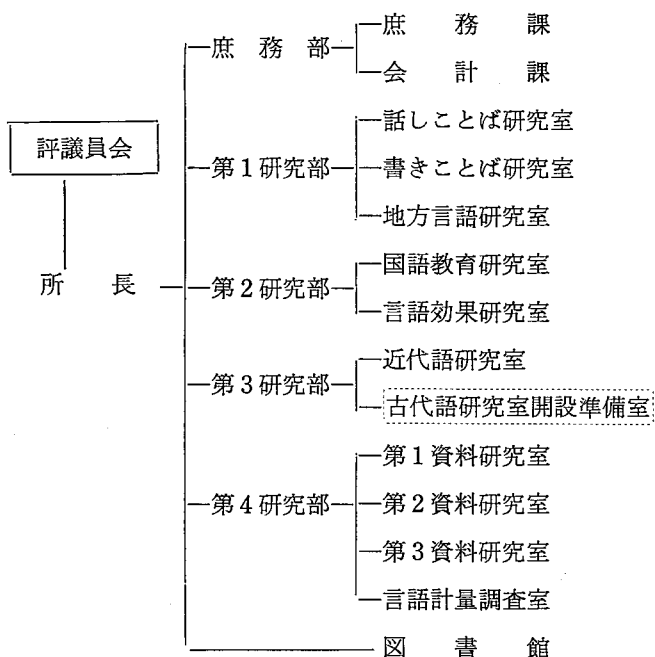 庶務課
庶務部
会計課
評議員会
話しことば研究室
第1研究部
書きことば研究室
地方言語研究室
所長
国語教育研究室
第2研究部
言語効果研究室
近代語研究室
第3研究部
古代語研究室開設準備室
第1資料研究室
第4研究部
第2資料研究室
第3資料研究室
言語計量調査室
図書館